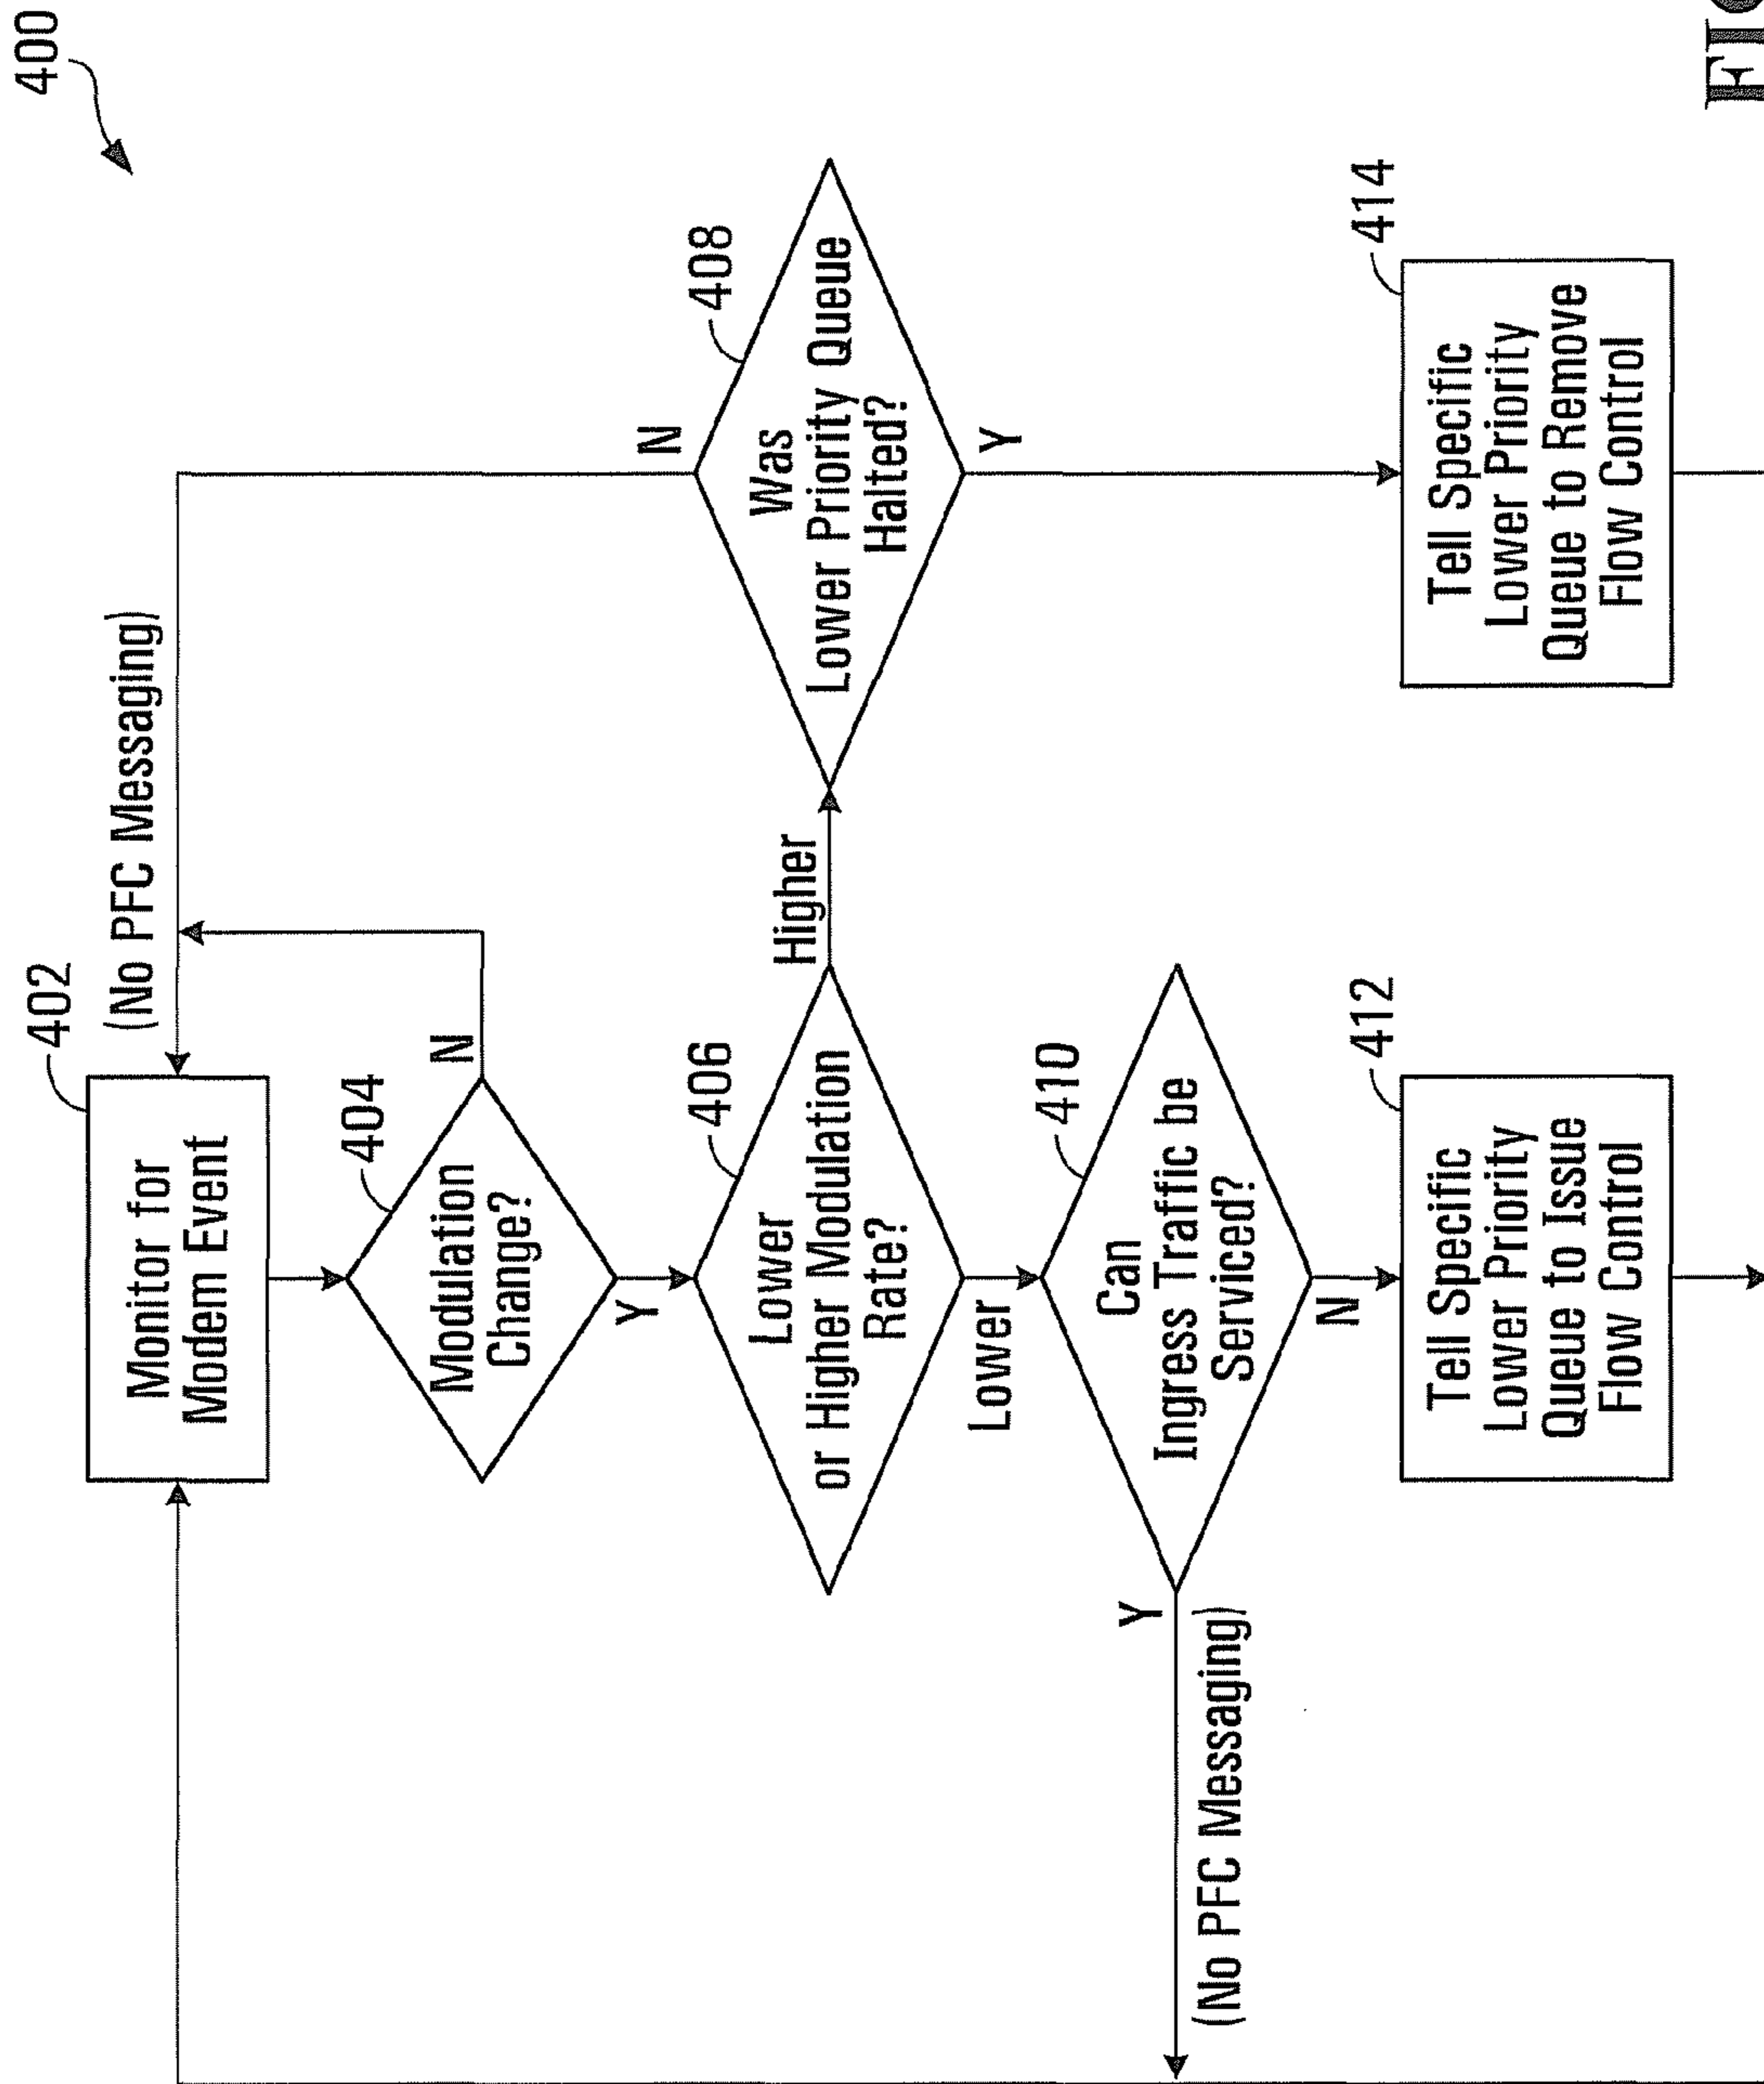 400
402
Monitor for
Modem Event
(No PFC Messaging)
404
Modulation
Change?
N
Y
406
Lower
or Higher Modulation
Rate?
Higher
408
Was
Lower Priority Queue
Halted?
N
Y
Lower
410
Can
Ingress Traffic be
Serviced?
Y
(No PFC Messaging)
N
412
Tell Specific
Lower Priority
Queue to Issue
Flow Control
414
Tell Specific
Lower Priority
Queue to Remove
Flow Control